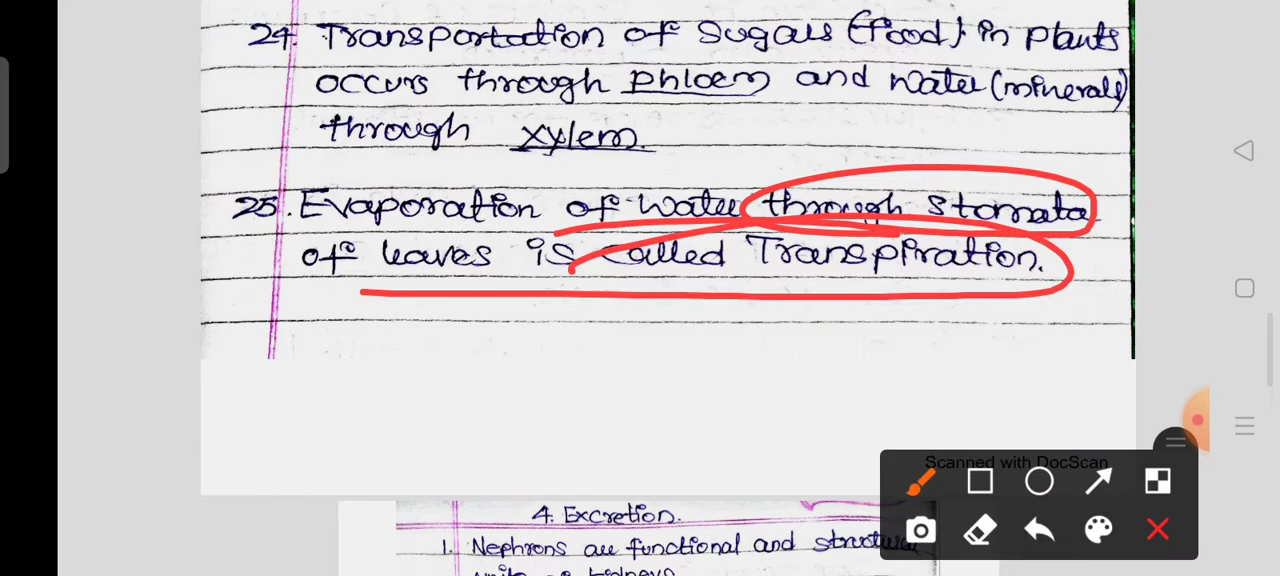 24. Transportation of Sugars (food) in plants
occurs through phloem and water (minerals)
through xylem.
25. Evaporation of water through stomata
of leaves is called Transpiration.
Scanned with DocScan
4. Excretion.
1. Nephrons are functional and structural